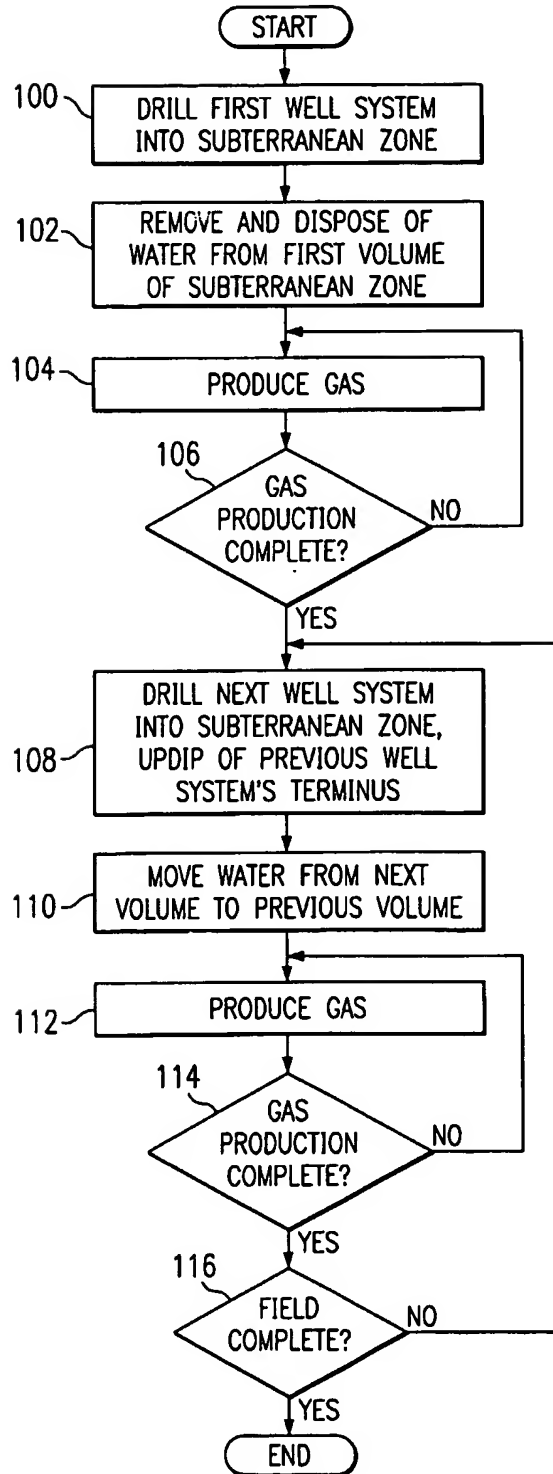 START
100
DRILL FIRST WELL SYSTEM
INTO SUBTERRANEAN ZONE
102
REMOVE AND DISPOSE OF
WATER FROM FIRST VOLUME
OF SUBTERRANEAN ZONE
104
PRODUCE GAS
106
GAS
PRODUCTION
COMPLETE?
NO
YES
108
DRILL NEXT WELL SYSTEM
INTO SUBTERRANEAN ZONE,
UPDIP OF PREVIOUS WELL
SYSTEM'S TERMINUS
110
MOVE WATER FROM NEXT
VOLUME TO PREVIOUS VOLUME
112
PRODUCE GAS
114
GAS
PRODUCTION
COMPLETE?
NO
YES
116
FIELD
COMPLETE?
NO
YES
END